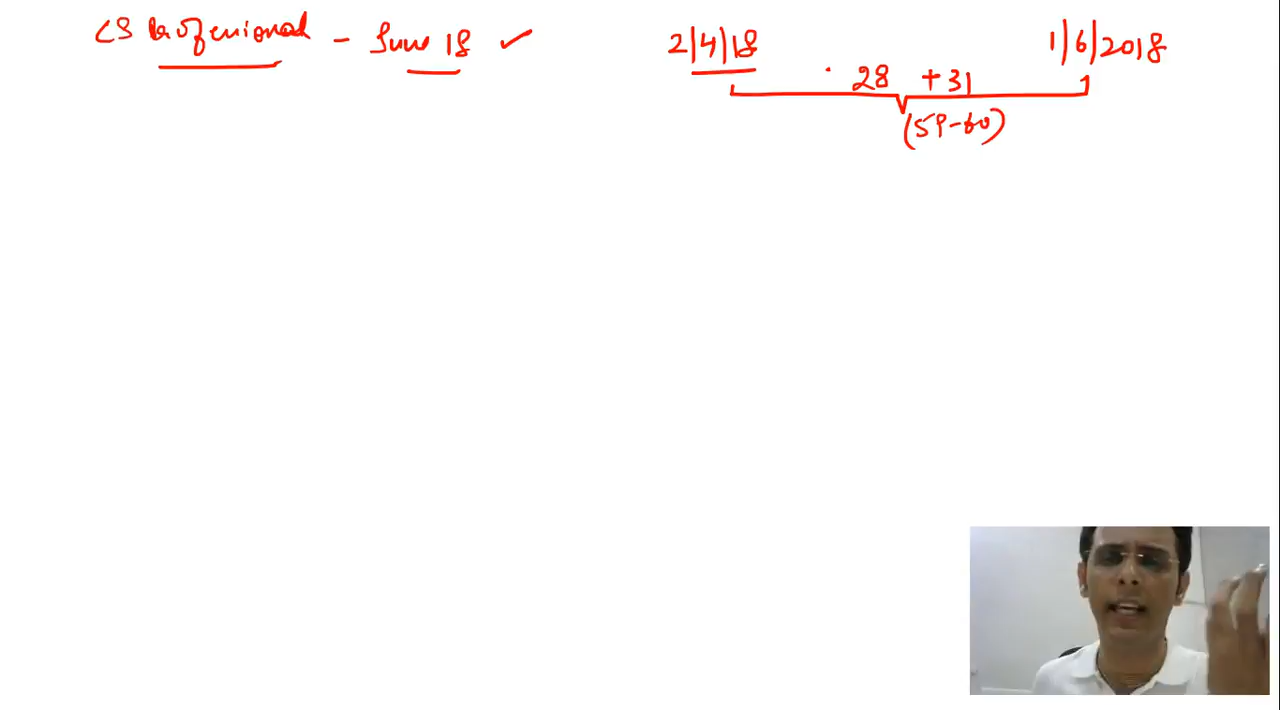 CS Professional - June 18 ✓
2/4/18 1/6/2018
28 +31
(59-60)